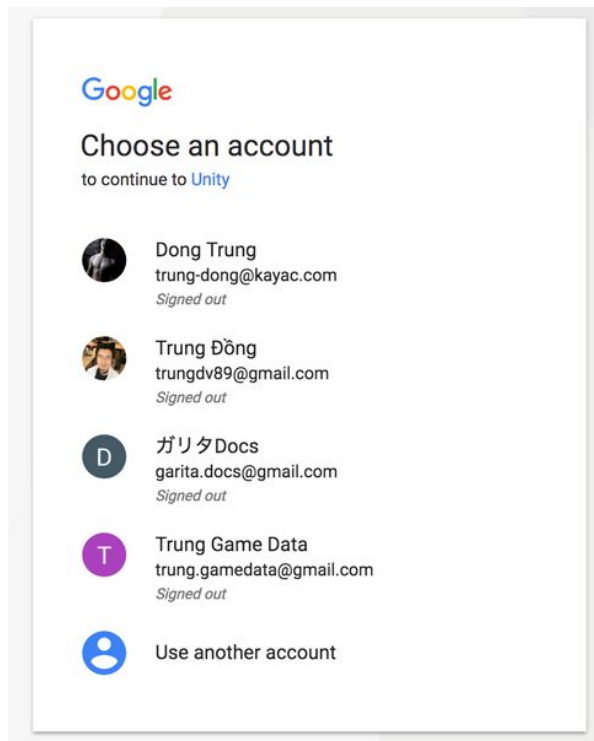 Google
Choose an account
to continue to Unity
Dong Trung
trung-dong@kayac.com
Signed out
Trung Đồng
trungdv89@gmail.com
Signed out
D
ガリタDocs
garita.docs@gmail.com
Signed out
T
Trung Game Data
trung.gamedata@gmail.com
Signed out
Use another account